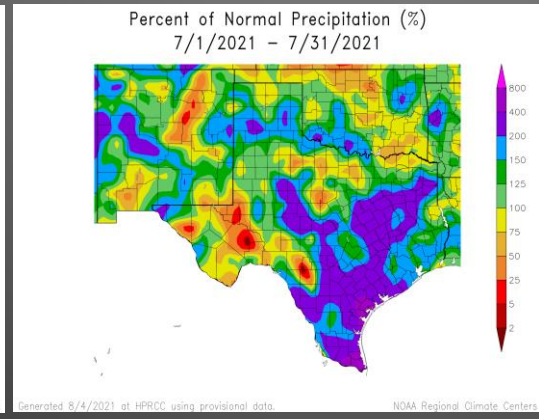 Percent of Normal Precipitation (%)
7/1/2021 – 7/31/2021
800
400
200
150
125
100
75
50
25
5
2
Generated 8/4/2021 at HPRCC using provisional data.
NOAA Regional Climate Centers